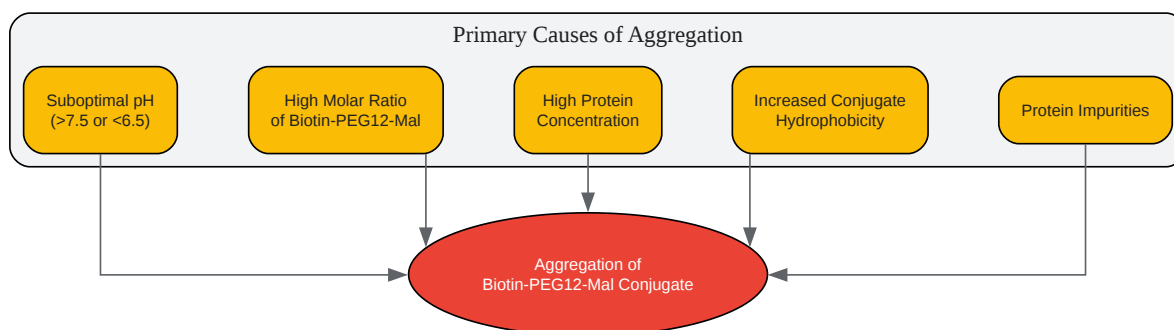 Primary Causes of Aggregation
Suboptimal pH
(>7.5 or <6.5)
High Molar Ratio
of Biotin-PEG12-Mal
High Protein
Concentration
Increased Conjugate
Hydrophobicity
Protein Impurities
Aggregation of
Biotin-PEG12-Mal Conjugate